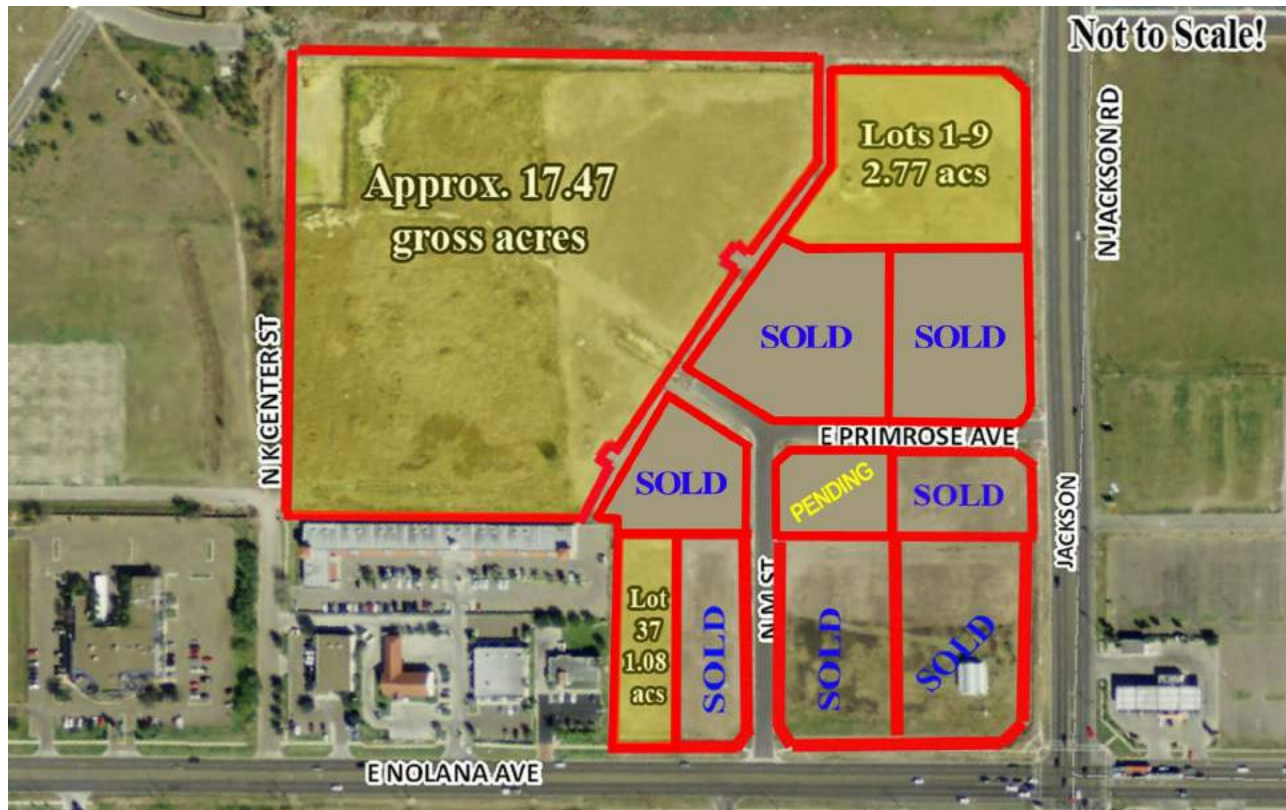 Not to Scale!
Lots 1-9
2.77 acs
Approx. 17.47
gross acres
N JACKSON RD
N K CENTER ST
SOLD
SOLD
E PRIMROSE AVE
SOLD
PENDING
SOLD
JACKSON
N M ST
Lot
37
1.08
acs
SOLD
SOLD
SOLD
E NOLANA AVE